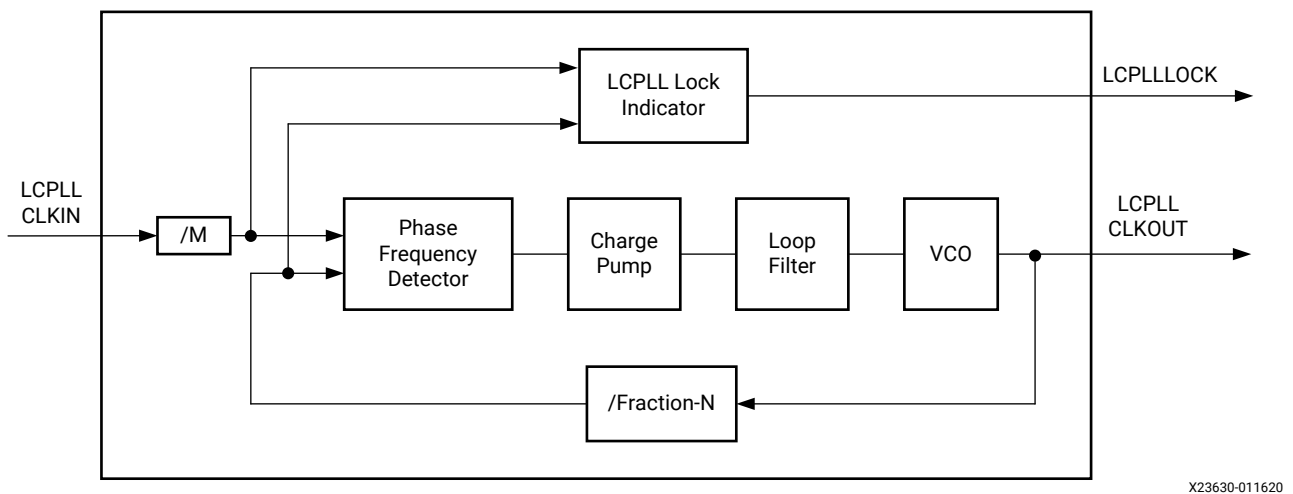 LCPLL Lock
Indicator
LCPLLLOCK
LCPLL
CLKIN
/M
Phase
Frequency
Detector
Charge
Pump
Loop
Filter
VCO
LCPLL
CLKOUT
/Fraction-N
X23630-011620